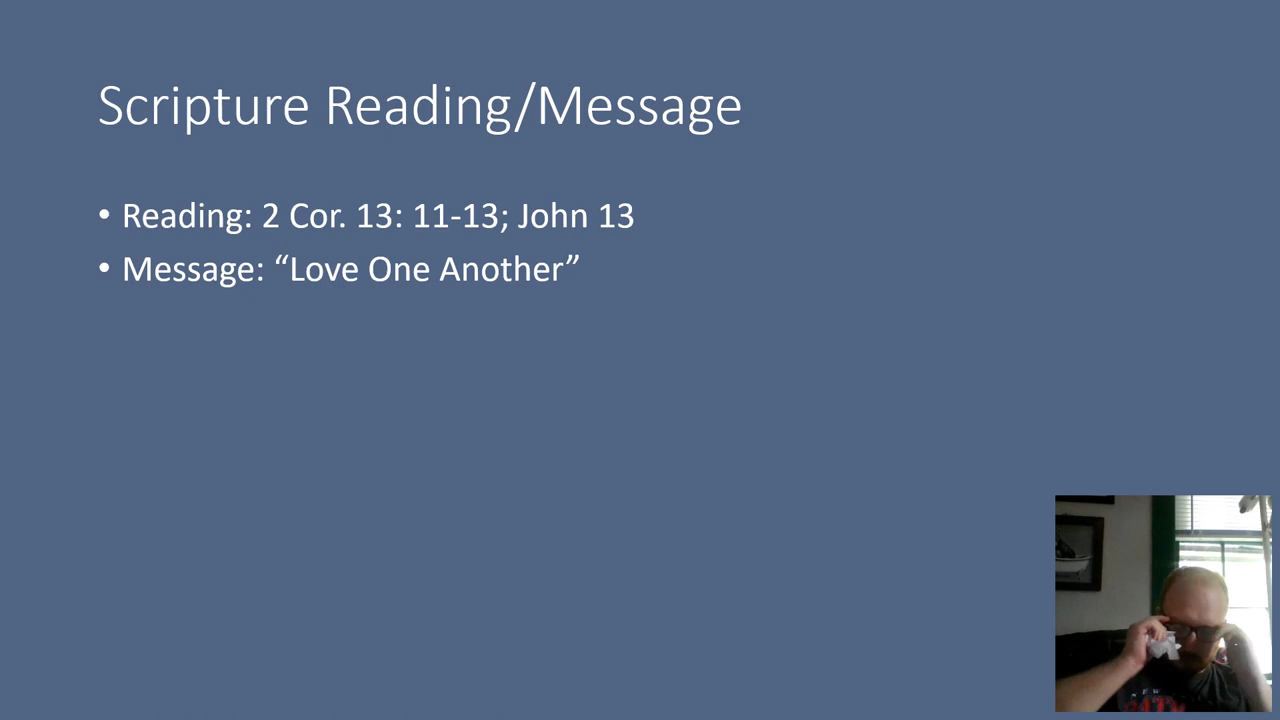 Scripture Reading/Message
• Reading: 2 Cor. 13: 11-13; John 13
• Message: “Love One Another”